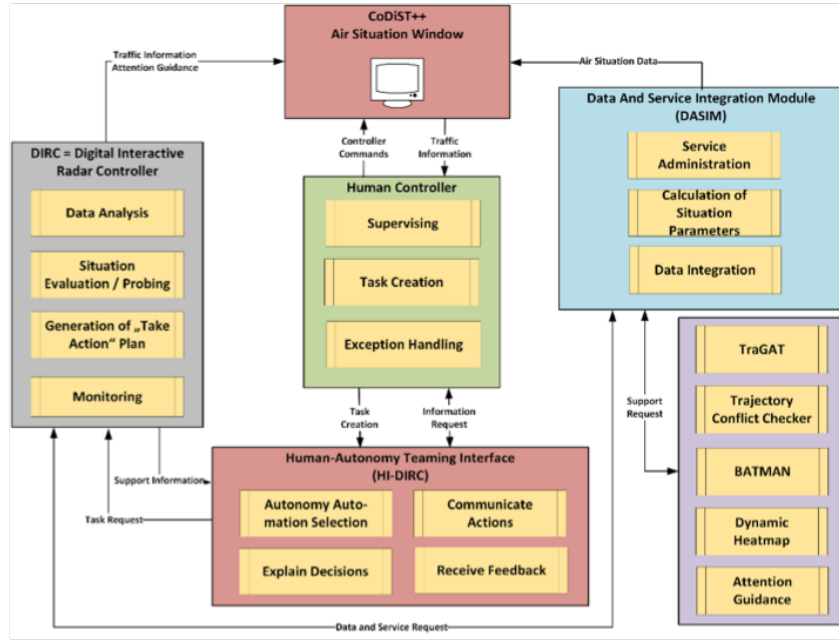 CoDiST++
Air Situation Window
Traffic Information
Attention Guidance
Air Situation Data
Controller
Commands
Traffic
Information
DIRC = Digital Interactive
Radar Controller
Data Analysis
Situation
Evaluation / Probing
Generation of „Take
Action“ Plan
Monitoring
Human Controller
Supervising
Task Creation
Exception Handling
Data And Service Integration Module
(DASIM)
Service
Administration
Calculation of
Situation
Parameters
Data Integration
Support
Request
TraGAT
Trajectory
Conflict Checker
BATMAN
Dynamic
Heatmap
Attention
Guidance
Task
Creation
Information
Request
Support Information
Task Request
Human-Autonomy Teaming Interface
(HI-DIRC)
Autonomy Auto-
mation Selection
Communicate
Actions
Explain Decisions
Receive Feedback
Data and Service Request